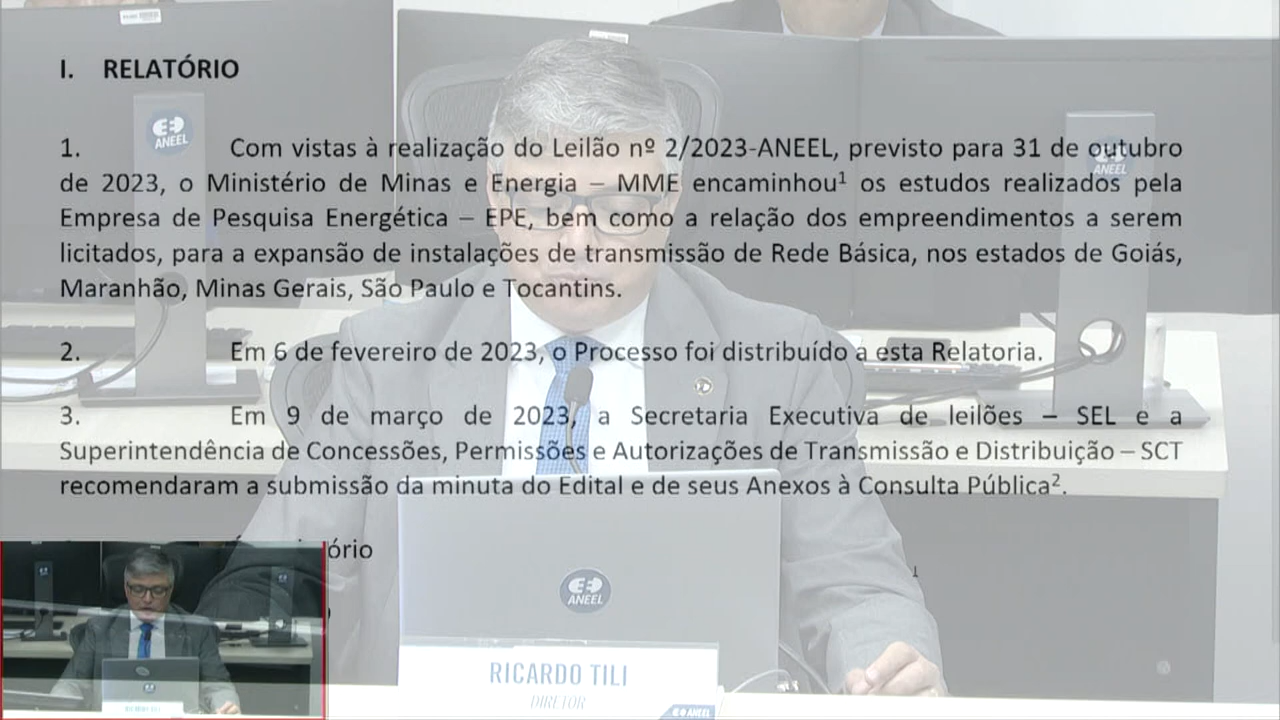 I. RELATÓRIO
1. Com vistas à realização do Leilão nº 2/2023-ANEEL, previsto para 31 de outubro
de 2023, o Ministério de Minas e Energia – MME encaminhou¹ os estudos realizados pela
Empresa de Pesquisa Energética – EPE, bem como a relação dos empreendimentos a serem
licitados, para a expansão de instalações de transmissão de Rede Básica, nos estados de Goiás,
Maranhão, Minas Gerais, São Paulo e Tocantins.
2. Em 6 de fevereiro de 2023, o Processo foi distribuído a esta Relatoria.
3. Em 9 de março de 2023, a Secretaria Executiva de leilões – SEL e a
Superintendência de Concessões, Permissões e Autorizações de Transmissão e Distribuição – SCT
recomendaram a submissão da minuta do Edital e de seus Anexos à Consulta Pública².
ANEEL
ANEEL
ANEEL
RICARDO TILI
DIRETOR
ANEEL